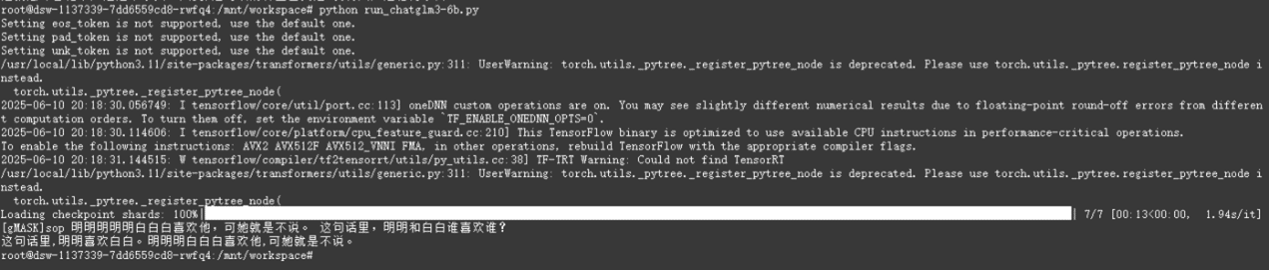 root@dsw-1137339-7dd6559cd8-rwfq4:/mnt/workspace# python run_chatglm3-6b.py
Setting eos_token is not supported, use the default one.
Setting pad_token is not supported, use the default one.
Setting unk_token is not supported, use the default one.
/usr/local/lib/python3.11/site-packages/transformers/utils/generic.py:311: UserWarning: torch.utils._pytree._register_pytree_node is deprecated. Please use torch.utils._pytree.register_pytree_node i
nstead.
  torch.utils._pytree._register_pytree_node(
2025-06-10 20:18:30.056749: I tensorflow/core/util/port.cc:113] oneDNN custom operations are on. You may see slightly different numerical results due to floating-point round-off errors from differen
t computation orders. To turn them off, set the environment variable `TF_ENABLE_ONEDNN_OPTS=0`.
2025-06-10 20:18:30.114606: I tensorflow/core/platform/cpu_feature_guard.cc:210] This TensorFlow binary is optimized to use available CPU instructions in performance-critical operations.
To enable the following instructions: AVX2 AVX512F AVX512_VNNI FMA, in other operations, rebuild TensorFlow with the appropriate compiler flags.
2025-06-10 20:18:31.144515: W tensorflow/compiler/tf2tensorrt/utils/py_utils.cc:38] TF-TRT Warning: Could not find TensorRT
/usr/local/lib/python3.11/site-packages/transformers/utils/generic.py:311: UserWarning: torch.utils._pytree._register_pytree_node is deprecated. Please use torch.utils._pytree.register_pytree_node i
nstead.
  torch.utils._pytree._register_pytree_node(
Loading checkpoint shards: 100%| | 7/7 [00:13<00:00, 1.94s/it]
[gMASK]sop 明明明明明白白白喜欢他，可她就是不说。 这句话里，明明和白白谁喜欢谁？
这句话里,明明喜欢白白。明明明白白白喜欢他,可她就是不说。
root@dsw-1137339-7dd6559cd8-rwfq4:/mnt/workspace#